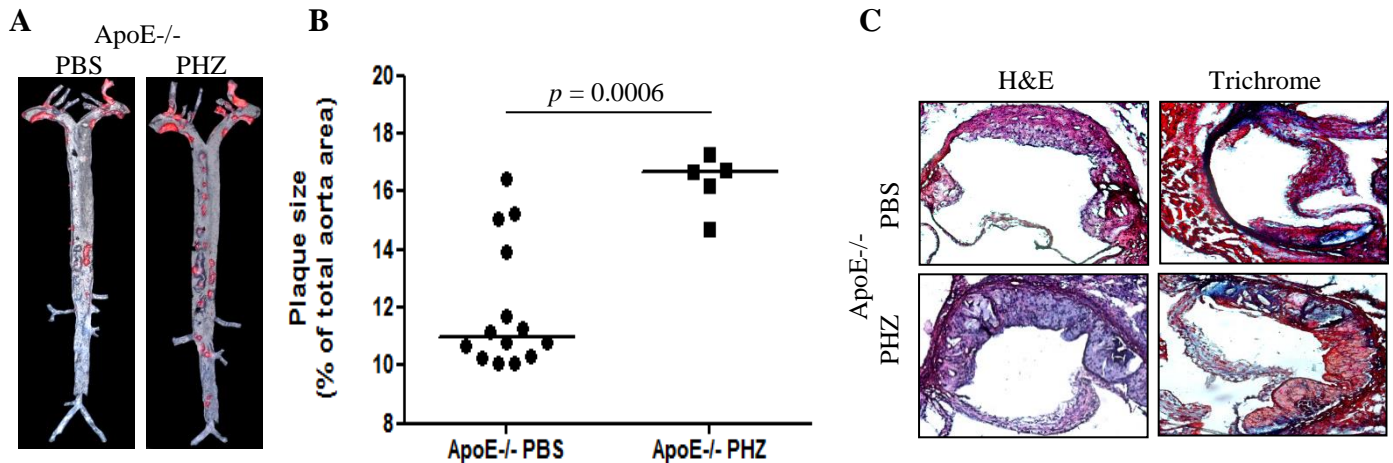 A
ApoE-/-
PBS PHZ
B
20
18
16
14
12
10
8
Plaque size
(% of total aorta area)
p = 0.0006
ApoE-/- PBS ApoE-/- PHZ
C
H&E Trichrome
ApoE-/-
PBS
PHZ